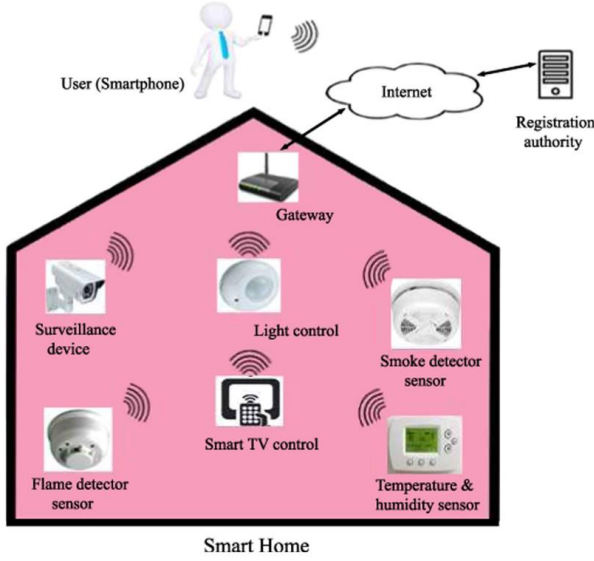 User (Smartphone)
Internet
Registration
authority
Gateway
Surveillance
device
Light control
Smoke detector
sensor
Flame detector
sensor
Smart TV control
Temperature &
humidity sensor
Smart Home